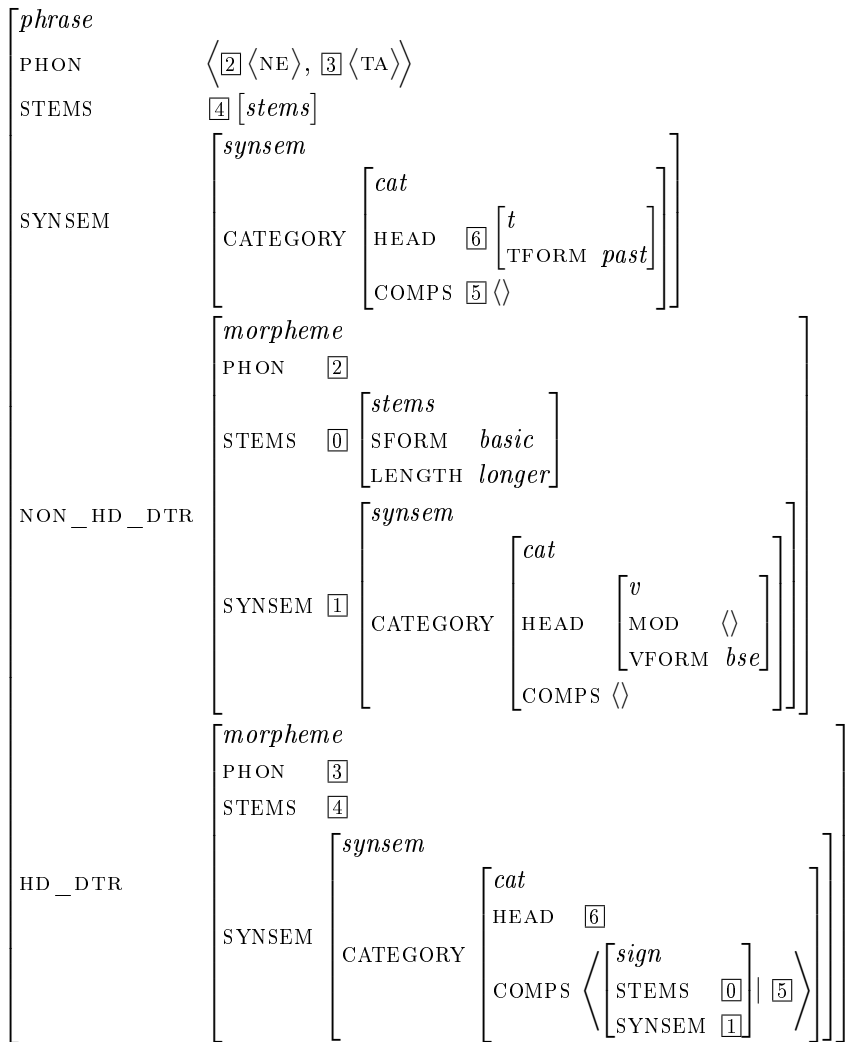 phrase
PHON ⟨[2]⟨NE⟩, [3]⟨TA⟩⟩
STEMS [4][stems]
synsem
cat
SYNSEM CATEGORY HEAD [6] t
TFORM past
COMPS [5]⟨⟩
morpheme
PHON [2]
stems
STEMS [0] SFORM basic
LENGTH longer
NON_HD_DTR
synsem
cat
v
SYNSEM [1] CATEGORY HEAD MOD ⟨⟩
VFORM bse
COMPS ⟨⟩
morpheme
PHON [3]
STEMS [4]
synsem
HD_DTR
cat
HEAD [6]
SYNSEM CATEGORY
sign
COMPS ⟨ STEMS [0] | [5] ⟩
SYNSEM [1]